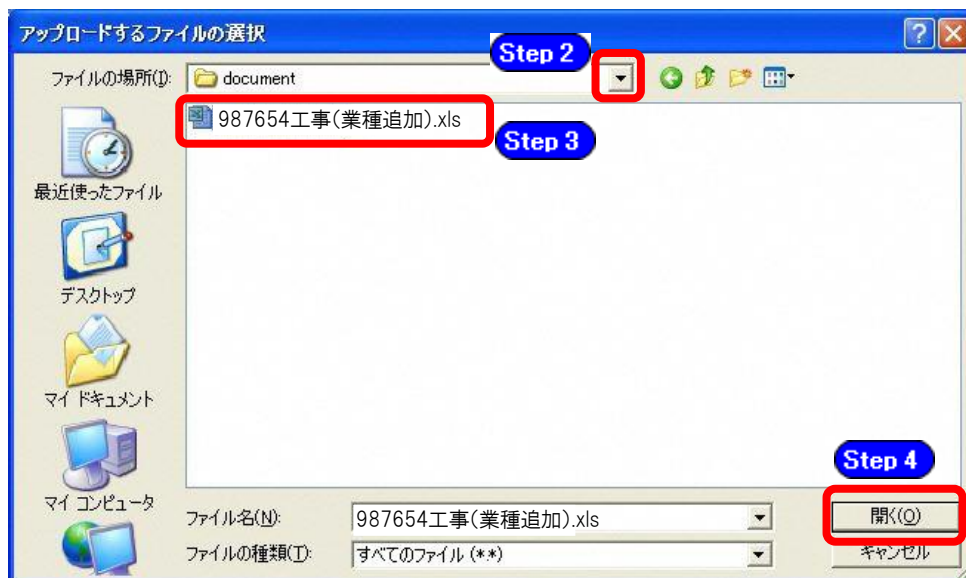 アップロードするファイルの選択
Step 2
ファイルの場所(I):
document
987654工事(業種追加).xls
Step 3
最近使ったファイル
デスクトップ
マイ ドキュメント
マイ コンピュータ
Step 4
ファイル名(N):
987654工事(業種追加).xls
開く(O)
ファイルの種類(T):
すべてのファイル (*.*)
キャンセル